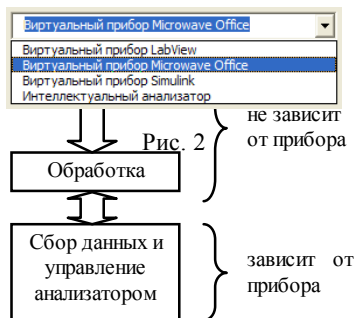 Виртуальный прибор Microwave Office
Виртуальный прибор LabView
Виртуальный прибор Microwave Office
Виртуальный прибор Simulink
Интеллектуальный анализатор
не зависит
от прибора
Рис. 2
Обработка
Сбор данных и
управление
анализатором
зависит от
прибора